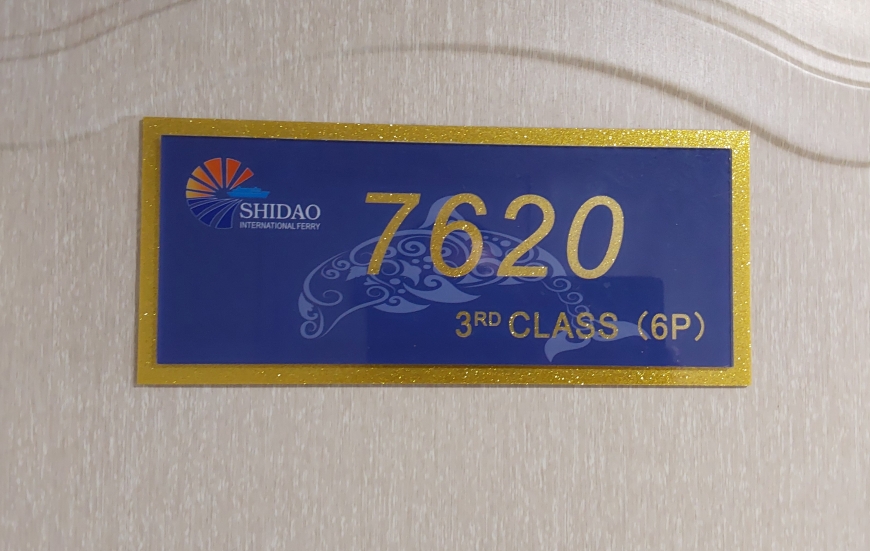 SHIDAO
INTERNATIONAL FERRY
7620
3RD CLASS（6P）